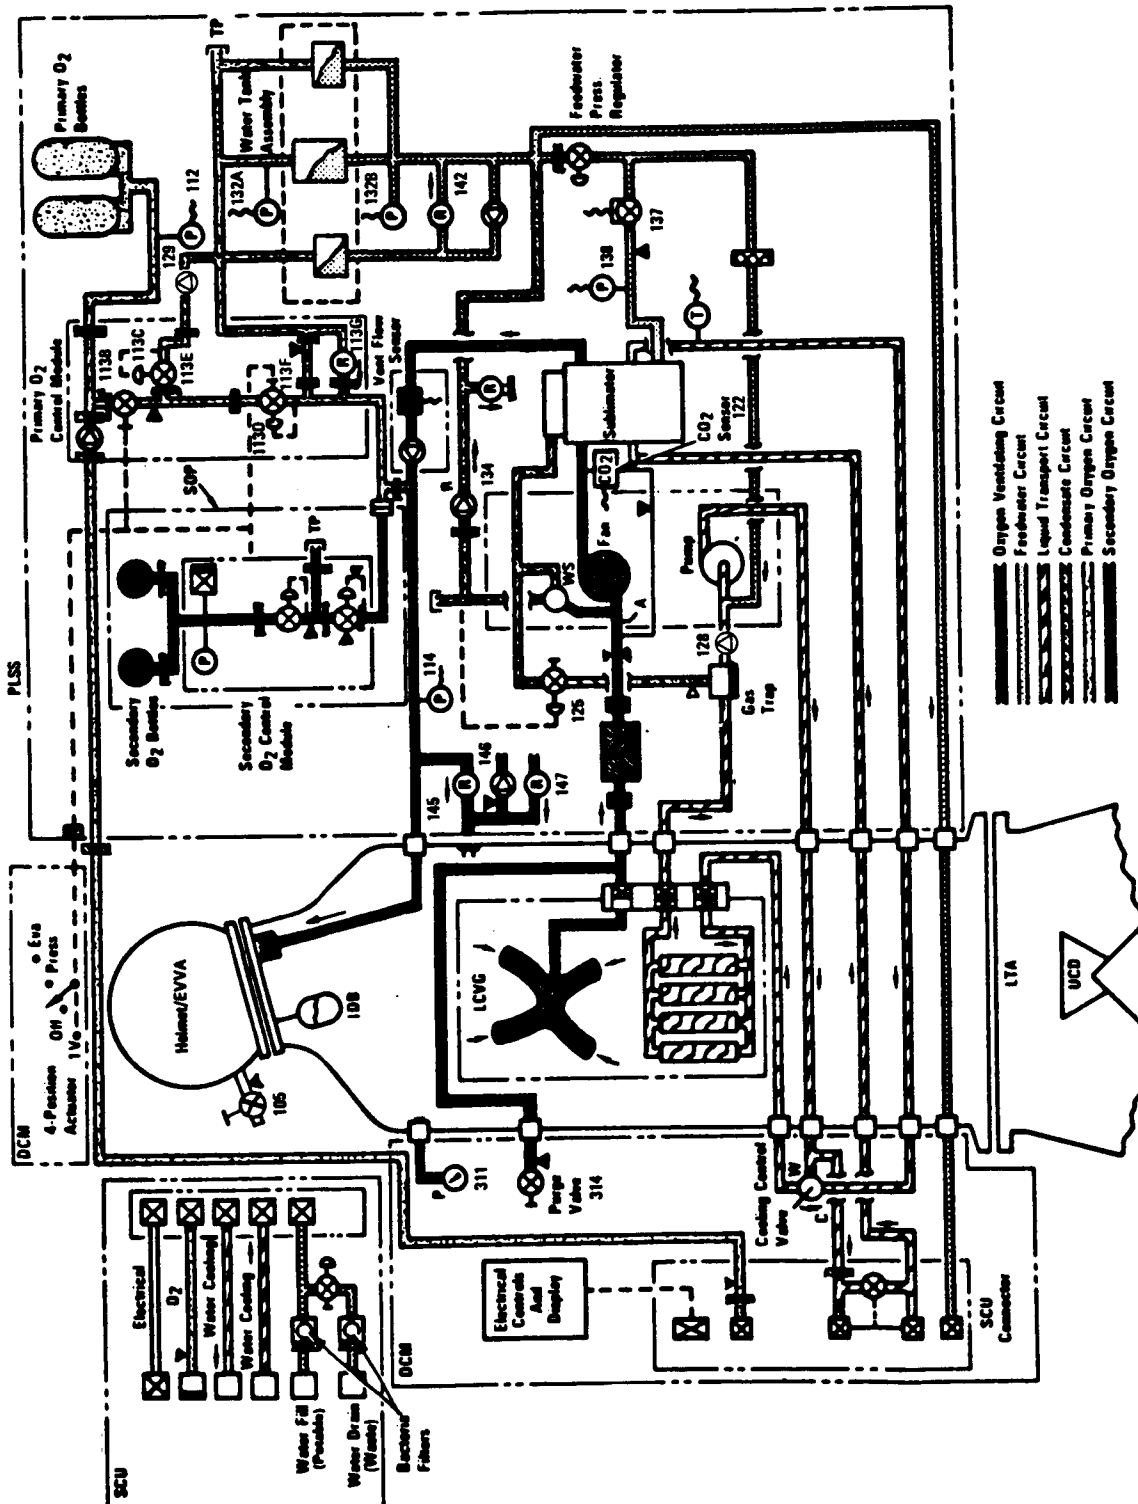 SCU
Electrical
O2
Water Cooling
Water Cooling
Water Fill
(Potable)
Water Drain
(Waste)
Bacteria
Filters
DCM
4-Position
Actuator
Off
IV
Press
Eva
DCM
Electrical
Controls
And
Display
SCU
Connector
P
311
Purge
Valve
314
Cooling Control
Valve
C
W
Helmet/EVVA
105
IDB
LCVG
LTA
UCD
PLSS
Secondary
O2 Bottles
Secondary
O2 Control
Module
SOP
P
TP
P
114
145
R
146
R
147
125
WS
Fan
A
CO2
CO2
Sensor
122
Gas
Trap
128
Pump
Sublimator
T
138
P
137
Feedwater
Press
Regulator
R
134
R
Vent Flow
Sensor
Primary O2
Control Module
113B
113C
113E
113D
113F
R
113G
129
P
112
Primary O2
Bottles
TP
Water Tank
Assembly
132A
P
132B
P
R
142
Oxygen Ventilating Circuit
Feedwater Circuit
Liquid Transport Circuit
Condensate Circuit
Primary Oxygen Circuit
Secondary Oxygen Circuit